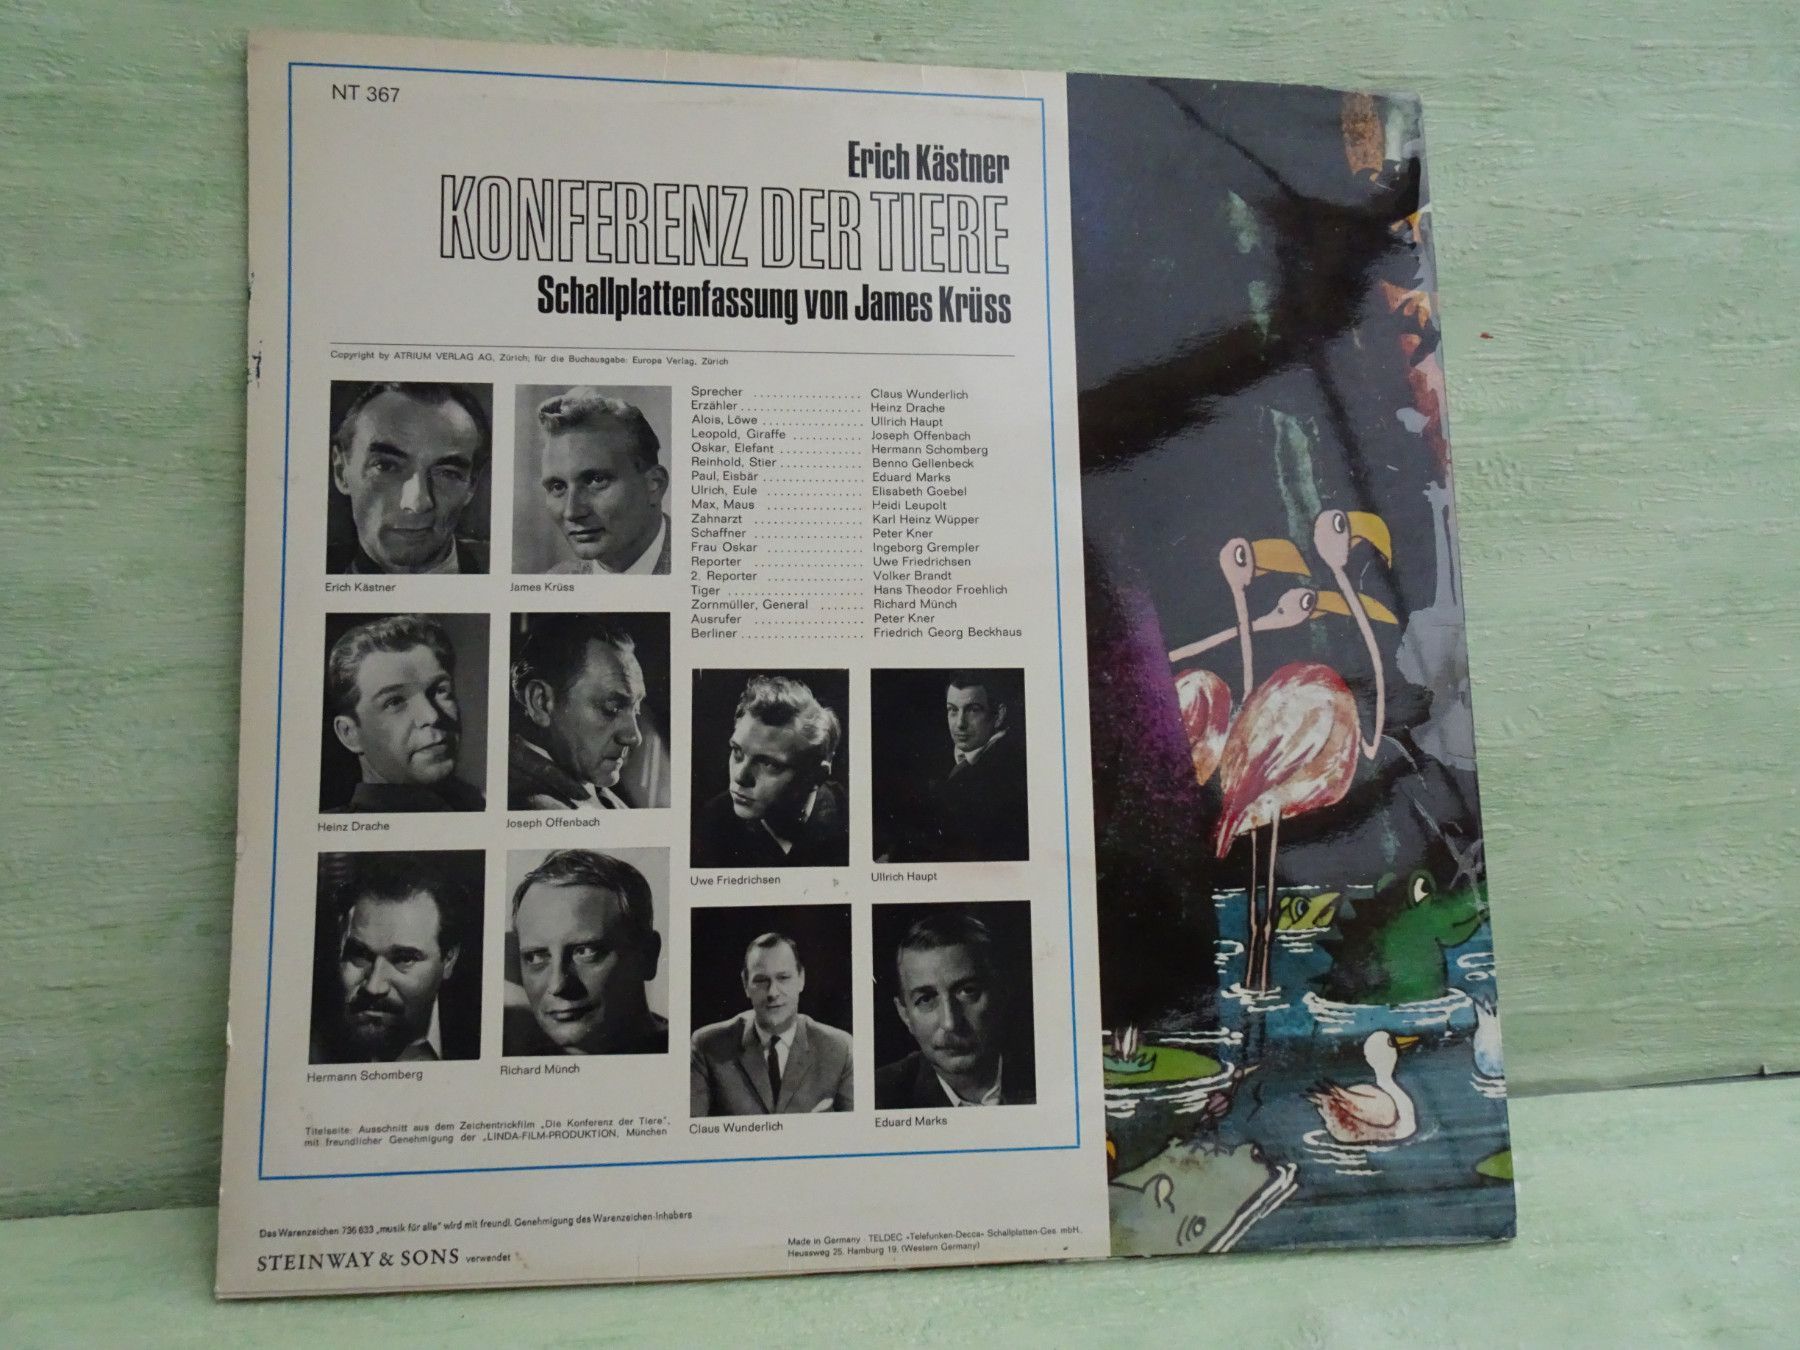 NT 367
Erich Kästner
KONFERENZ DER TIERE
Schallplattenfassung von James Krüss
Copyright by ATRIUM VERLAG AG, Zürich; für die Buchausgabe: Europa Verlag, Zürich
Sprecher .................. Claus Wunderlich
Erzähler .................. Heinz Drache
Alois, Löwe .................. Ullrich Haupt
Leopold, Giraffe ............ Joseph Offenbach
Oskar, Elefant .............. Hermann Schomberg
Reinhold, Stier .............. Benno Gellenbeck
Paul, Eisbär .................. Eduard Marks
Ulrich, Eule ................ Elisabeth Goebel
Max, Maus ................ Heidi Leupolt
Zahnarzt .................. Karl Heinz Wüpper
Schaffner .................. Peter Kner
Frau Oskar ................ Ingeborg Grempler
Reporter .................. Uwe Friedrichsen
2. Reporter ................ Volker Brandt
Tiger ...................... Hans Theodor Froehlich
Zornmüller, General ....... Richard Münch
Ausrufer .................. Peter Kner
Berliner .................... Friedrich Georg Beckhaus
Erich Kästner
James Krüss
Heinz Drache
Joseph Offenbach
Uwe Friedrichsen
Ullrich Haupt
Hermann Schomberg
Richard Münch
Claus Wunderlich
Eduard Marks
Titelseite: Ausschnitt aus dem Zeichentrickfilm „Die Konferenz der Tiere",
mit freundlicher Genehmigung der „LINDA-FILM-PRODUKTION, München
Das Warenzeichen 736 633 „musik für alle" wird mit freundl. Genehmigung des Warenzeichen-Inhabers
STEINWAY & SONS verwendet
Made in Germany · TELDEC »Telefunken-Decca« Schallplatten-Ges. mbH.
Heussweg 25, Hamburg 19, (Western Germany)